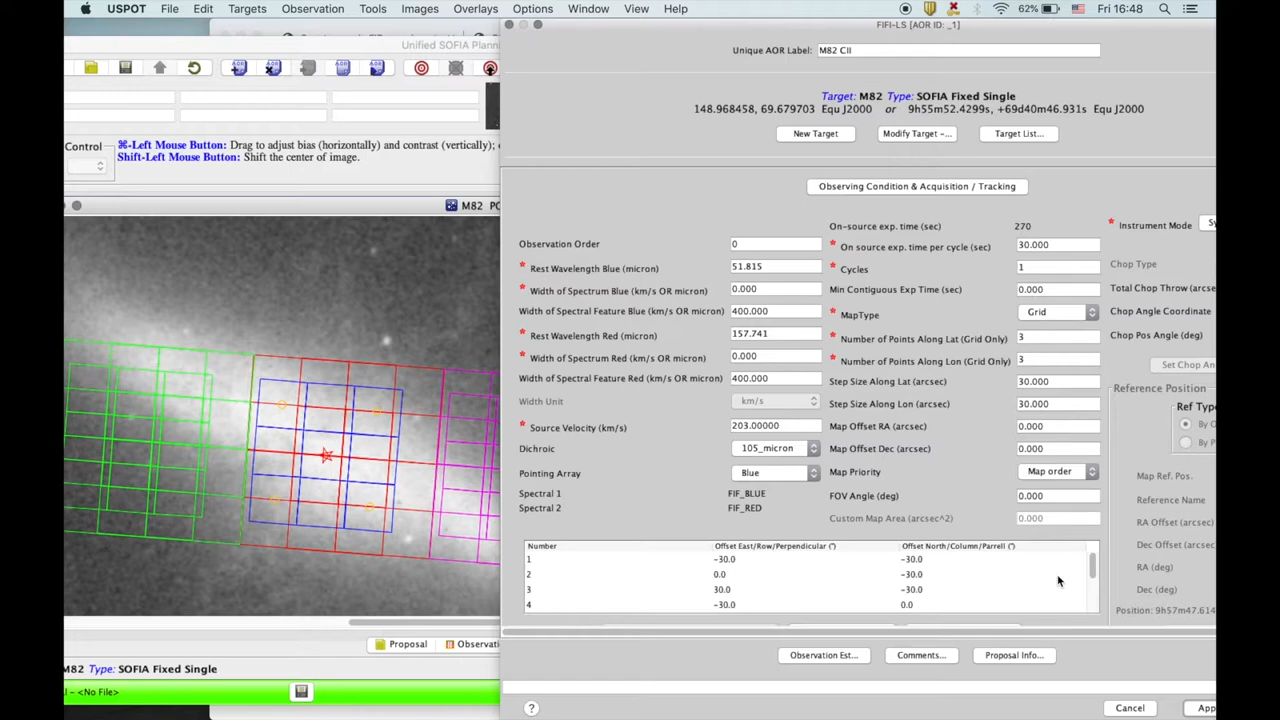 USPOT File Edit Targets Observation Tools Images Overlays Options Window View Help 62% Fri 16:48
FIFI-LS [AOR ID: _1]
Unified SOFIA Plann
Unique AOR Label: M82 CII
Target: M82 Type: SOFIA Fixed Single
148.968458, 69.679703 Equ J2000 or 9h55m52.4299s, +69d40m46.931s Equ J2000
New Target Modify Target -... Target List...
Control
⌘-Left Mouse Button: Drag to adjust bias (horizontally) and contrast (vertically);
Shift-Left Mouse Button: Shift the center of image.
Observing Condition & Acquisition / Tracking
M82 PO
On-source exp. time (sec) 270
* Instrument Mode Sy
Observation Order 0
* On source exp. time per cycle (sec) 30.000
* Rest Wavelength Blue (micron) 51.815
* Cycles 1
Chop Type
* Width of Spectrum Blue (km/s OR micron) 0.000
Min Contiguous Exp Time (sec) 0.000
Total Chop Throw (arcsec
Width of Spectral Feature Blue (km/s OR micron) 400.000
* MapType Grid
Chop Angle Coordinate
* Rest Wavelength Red (micron) 157.741
* Number of Points Along Lat (Grid Only) 3
Chop Pos Angle (deg)
* Width of Spectrum Red (km/s OR micron) 0.000
* Number of Points Along Lon (Grid Only) 3
Set Chop An
Width of Spectral Feature Red (km/s OR micron) 400.000
Step Size Along Lat (arcsec) 30.000
Reference Position
Width Unit km/s
Step Size Along Lon (arcsec) 30.000
Ref Type
* Source Velocity (km/s) 203.00000
Map Offset RA (arcsec) 0.000
By O
Dichroic 105_micron
Map Offset Dec (arcsec) 0.000
By P
Pointing Array Blue
Map Priority Map order
Map Ref. Pos.
Spectral 1 FIF_BLUE
FOV Angle (deg) 0.000
Reference Name
Spectral 2 FIF_RED
Custom Map Area (arcsec^2) 0.000
RA Offset (arcsec)
Dec Offset (arcsec)
Number Offset East/Row/Perpendicular (") Offset North/Column/Parrell (")
1 -30.0 -30.0
2 0.0 -30.0
3 30.0 -30.0
4 -30.0 0.0
RA (deg)
Dec (deg)
Position: 9h57m47.614
Proposal Observati
Observation Est... Comments... Proposal Info...
M82 Type: SOFIA Fixed Single
al - <No File>
? Cancel App